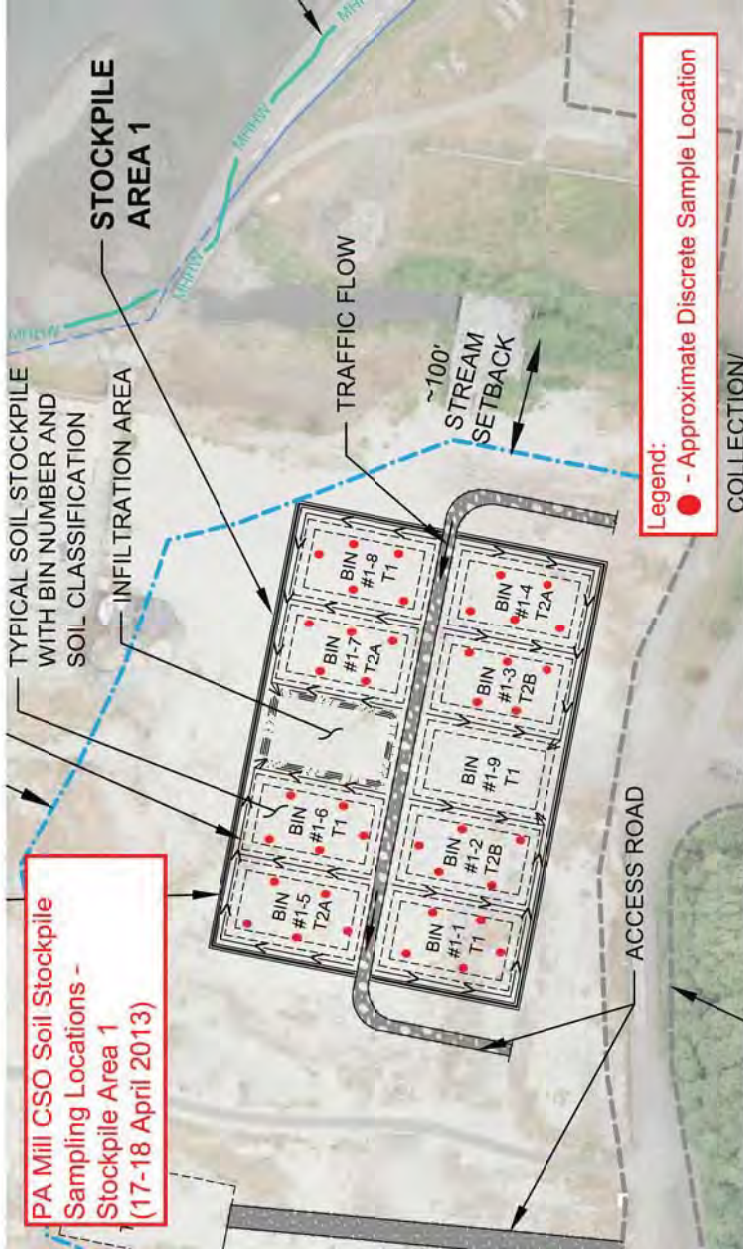 PA Mill CSO Soil Stockpile
Sampling Locations -
Stockpile Area 1
(17-18 April 2013)
TYPICAL SOIL STOCKPILE
WITH BIN NUMBER AND
SOIL CLASSIFICATION
INFILTRATION AREA
STOCKPILE
AREA 1
MHHW
MHHW
MHHW
TRAFFIC FLOW
~100'
STREAM
SETBACK
BIN
#1-5
T2A
BIN
#1-6
T1
BIN
#1-7
T2A
BIN
#1-8
T1
BIN
#1-1
T1
BIN
#1-2
T2B
BIN
#1-9
T1
BIN
#1-3
T2B
BIN
#1-4
T2A
ACCESS ROAD
Legend:
- Approximate Discrete Sample Location
COLLECTION/